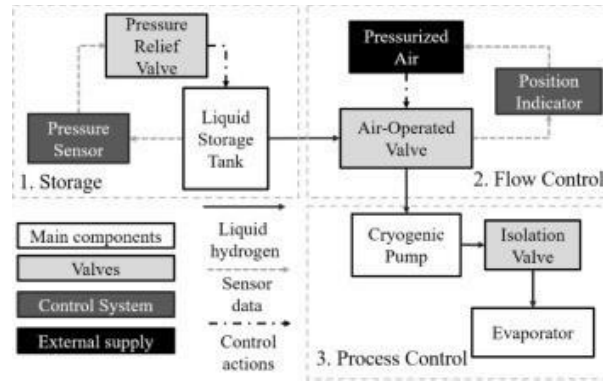 Pressure
Relief
Valve
Pressure
Sensor
Liquid
Storage
Tank
1. Storage
Pressurized
Air
Position
Indicator
Air-Operated
Valve
2. Flow Control
Cryogenic
Pump
Isolation
Valve
Evaporator
3. Process Control
Main components
Valves
Control System
External supply
Liquid
hydrogen
Sensor
data
Control
actions